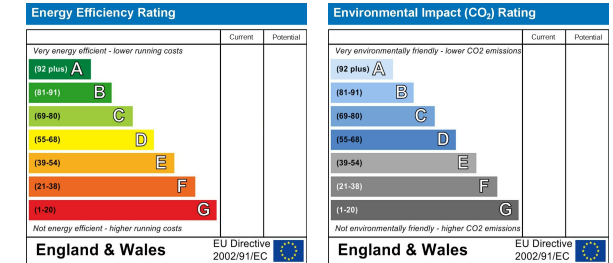 Energy Efficiency Rating
Current Potential
Very energy efficient - lower running costs
(92 plus) A
(81-91) B
(69-80) C
(55-68) D
(39-54) E
(21-38) F
(1-20) G
Not energy efficient - higher running costs
England & Wales
EU Directive
2002/91/EC
Environmental Impact (CO₂) Rating
Current Potential
Very environmentally friendly - lower CO2 emissions
(92 plus) A
(81-91) B
(69-80) C
(55-68) D
(39-54) E
(21-38) F
(1-20) G
Not environmentally friendly - higher CO2 emissions
England & Wales
EU Directive
2002/91/EC